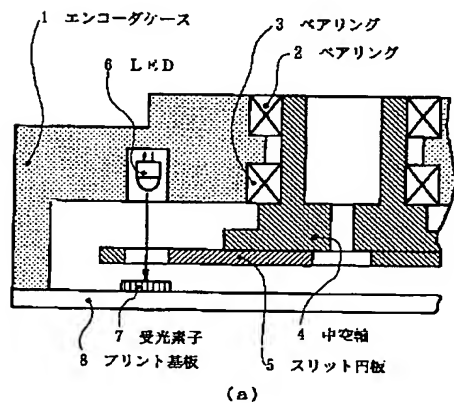 1 エンコーダケース
3 ベアリング
2 ベアリング
6 LED
7 受光素子
4 中空軸
8 プリント基板
5 スリット円板
(a)